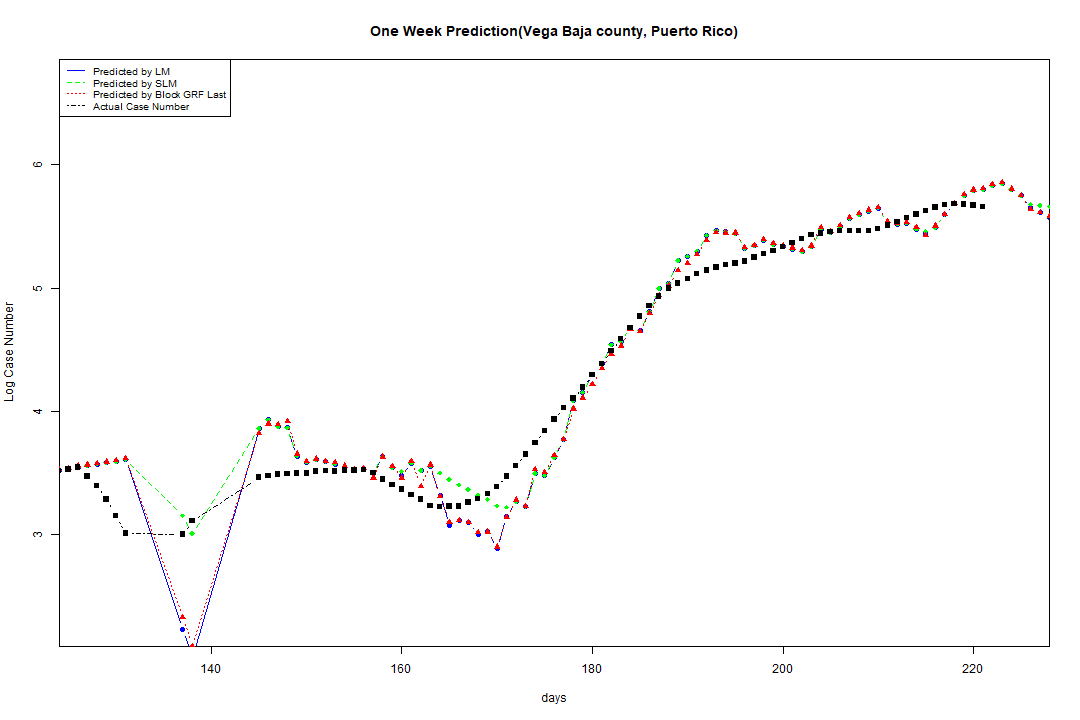 One Week Prediction(Vega Baja county, Puerto Rico)
Predicted by LM
Predicted by SLM
Predicted by Block GRF Last
Actual Case Number
6
5
4
3
Log Case Number
140 160 180 200 220
days